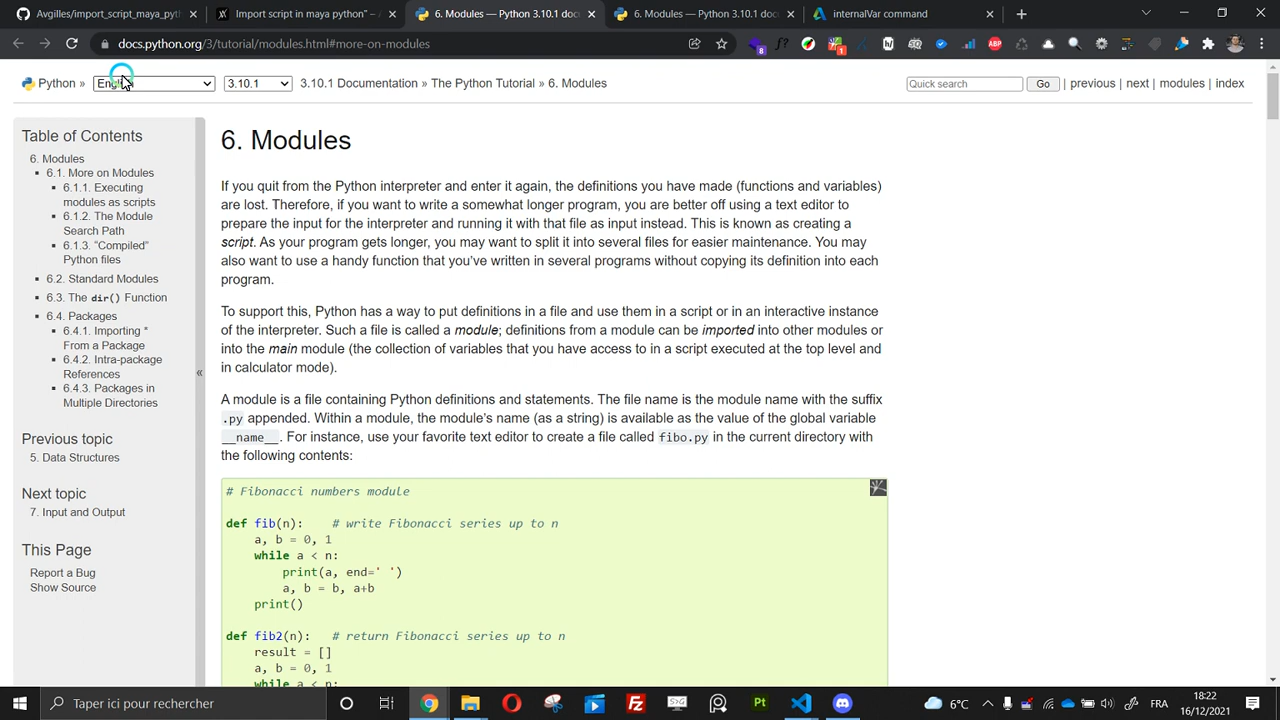 Avgilles/import_script_maya_pyth
Import script in maya python" – /
6. Modules — Python 3.10.1 doc
6. Modules — Python 3.10.1 docu
internalVar command
docs.python.org/3/tutorial/modules.html#more-on-modules
Python »
3.10.1
3.10.1 Documentation » The Python Tutorial » 6. Modules
Quick search
Go
| previous | next | modules | index
Table of Contents
6. Modules
6.1. More on Modules
6.1.1. Executing
modules as scripts
6.1.2. The Module
Search Path
6.1.3. “Compiled”
Python files
6.2. Standard Modules
6.3. The dir() Function
6.4. Packages
6.4.1. Importing *
From a Package
6.4.2. Intra-package
References
6.4.3. Packages in
Multiple Directories
Previous topic
5. Data Structures
Next topic
7. Input and Output
This Page
Report a Bug
Show Source
«
6. Modules
If you quit from the Python interpreter and enter it again, the definitions you have made (functions and variables)
are lost. Therefore, if you want to write a somewhat longer program, you are better off using a text editor to
prepare the input for the interpreter and running it with that file as input instead. This is known as creating a
script. As your program gets longer, you may want to split it into several files for easier maintenance. You may
also want to use a handy function that you’ve written in several programs without copying its definition into each
program.
To support this, Python has a way to put definitions in a file and use them in a script or in an interactive instance
of the interpreter. Such a file is called a module; definitions from a module can be imported into other modules or
into the main module (the collection of variables that you have access to in a script executed at the top level and
in calculator mode).
A module is a file containing Python definitions and statements. The file name is the module name with the suffix
.py appended. Within a module, the module’s name (as a string) is available as the value of the global variable
__name__. For instance, use your favorite text editor to create a file called fibo.py in the current directory with
the following contents:
# Fibonacci numbers module
def fib(n):    # write Fibonacci series up to n
a, b = 0, 1
while a < n:
print(a, end=' ')
a, b = b, a+b
print()
def fib2(n):   # return Fibonacci series up to n
result = []
a, b = 0, 1
while a < n:
Taper ici pour rechercher
6°C
FRA
18:22
16/12/2021